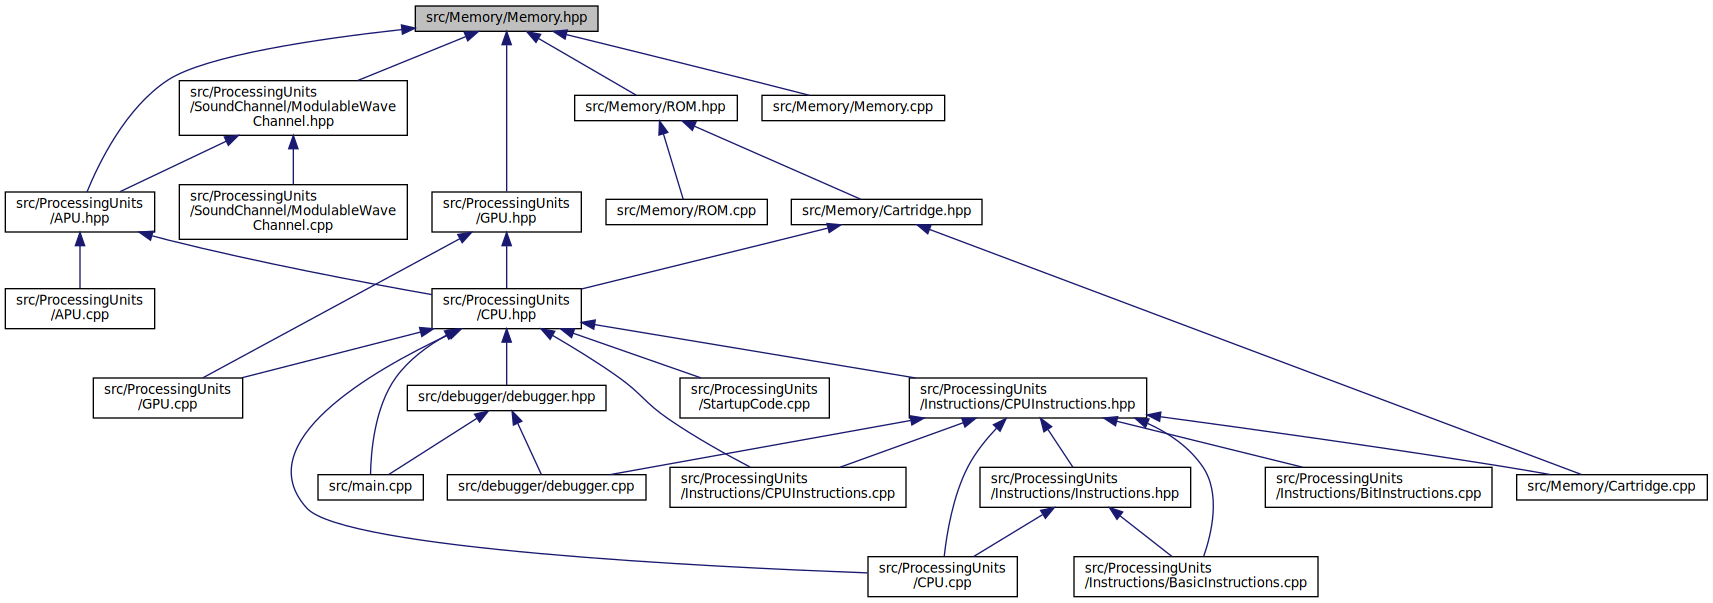 src/Memory/Memory.hpp
src/ProcessingUnits
/SoundChannel/ModulableWave
Channel.hpp
src/Memory/ROM.hpp
src/Memory/Memory.cpp
src/ProcessingUnits
/APU.hpp
src/ProcessingUnits
/SoundChannel/ModulableWave
Channel.cpp
src/ProcessingUnits
/GPU.hpp
src/Memory/ROM.cpp
src/Memory/Cartridge.hpp
src/ProcessingUnits
/APU.cpp
src/ProcessingUnits
/CPU.hpp
src/ProcessingUnits
/GPU.cpp
src/debugger/debugger.hpp
src/ProcessingUnits
/StartupCode.cpp
src/ProcessingUnits
/Instructions/CPUInstructions.hpp
src/main.cpp
src/debugger/debugger.cpp
src/ProcessingUnits
/Instructions/CPUInstructions.cpp
src/ProcessingUnits
/Instructions/Instructions.hpp
src/ProcessingUnits
/Instructions/BitInstructions.cpp
src/Memory/Cartridge.cpp
src/ProcessingUnits
/CPU.cpp
src/ProcessingUnits
/Instructions/BasicInstructions.cpp